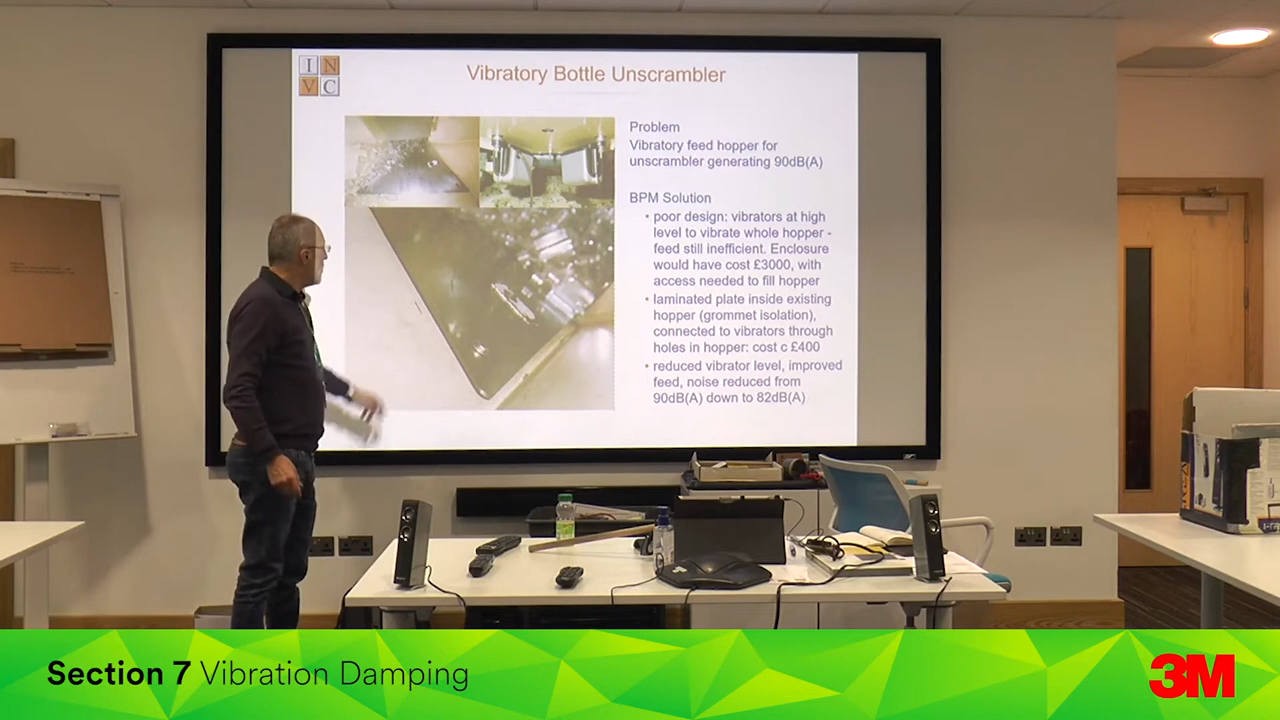 I N
V C
Vibratory Bottle Unscrambler
Problem
Vibratory feed hopper for
unscrambler generating 90dB(A)
BPM Solution
• poor design: vibrators at high
level to vibrate whole hopper -
feed still inefficient. Enclosure
would have cost £3000, with
access needed to fill hopper
• laminated plate inside existing
hopper (grommet isolation),
connected to vibrators through
holes in hopper: cost c £400
• reduced vibrator level, improved
feed, noise reduced from
90dB(A) down to 82dB(A)
Section 7 Vibration Damping
3M